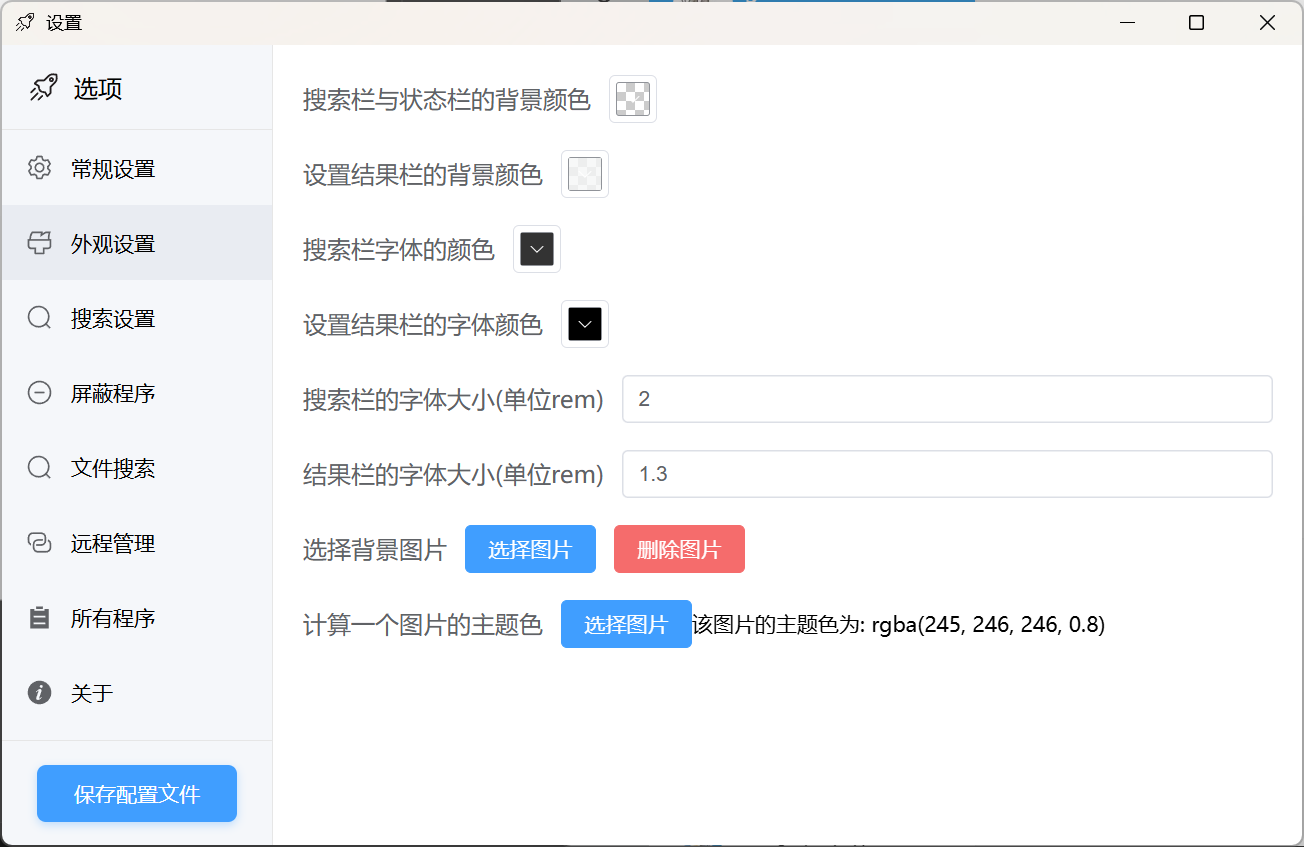 设置
选项
常规设置
外观设置
搜索设置
屏蔽程序
文件搜索
远程管理
所有程序
关于
保存配置文件
搜索栏与状态栏的背景颜色
设置结果栏的背景颜色
搜索栏字体的颜色
设置结果栏的字体颜色
搜索栏的字体大小(单位rem) 2
结果栏的字体大小(单位rem) 1.3
选择背景图片 选择图片 删除图片
计算一个图片的主题色 选择图片 该图片的主题色为: rgba(245, 246, 246, 0.8)